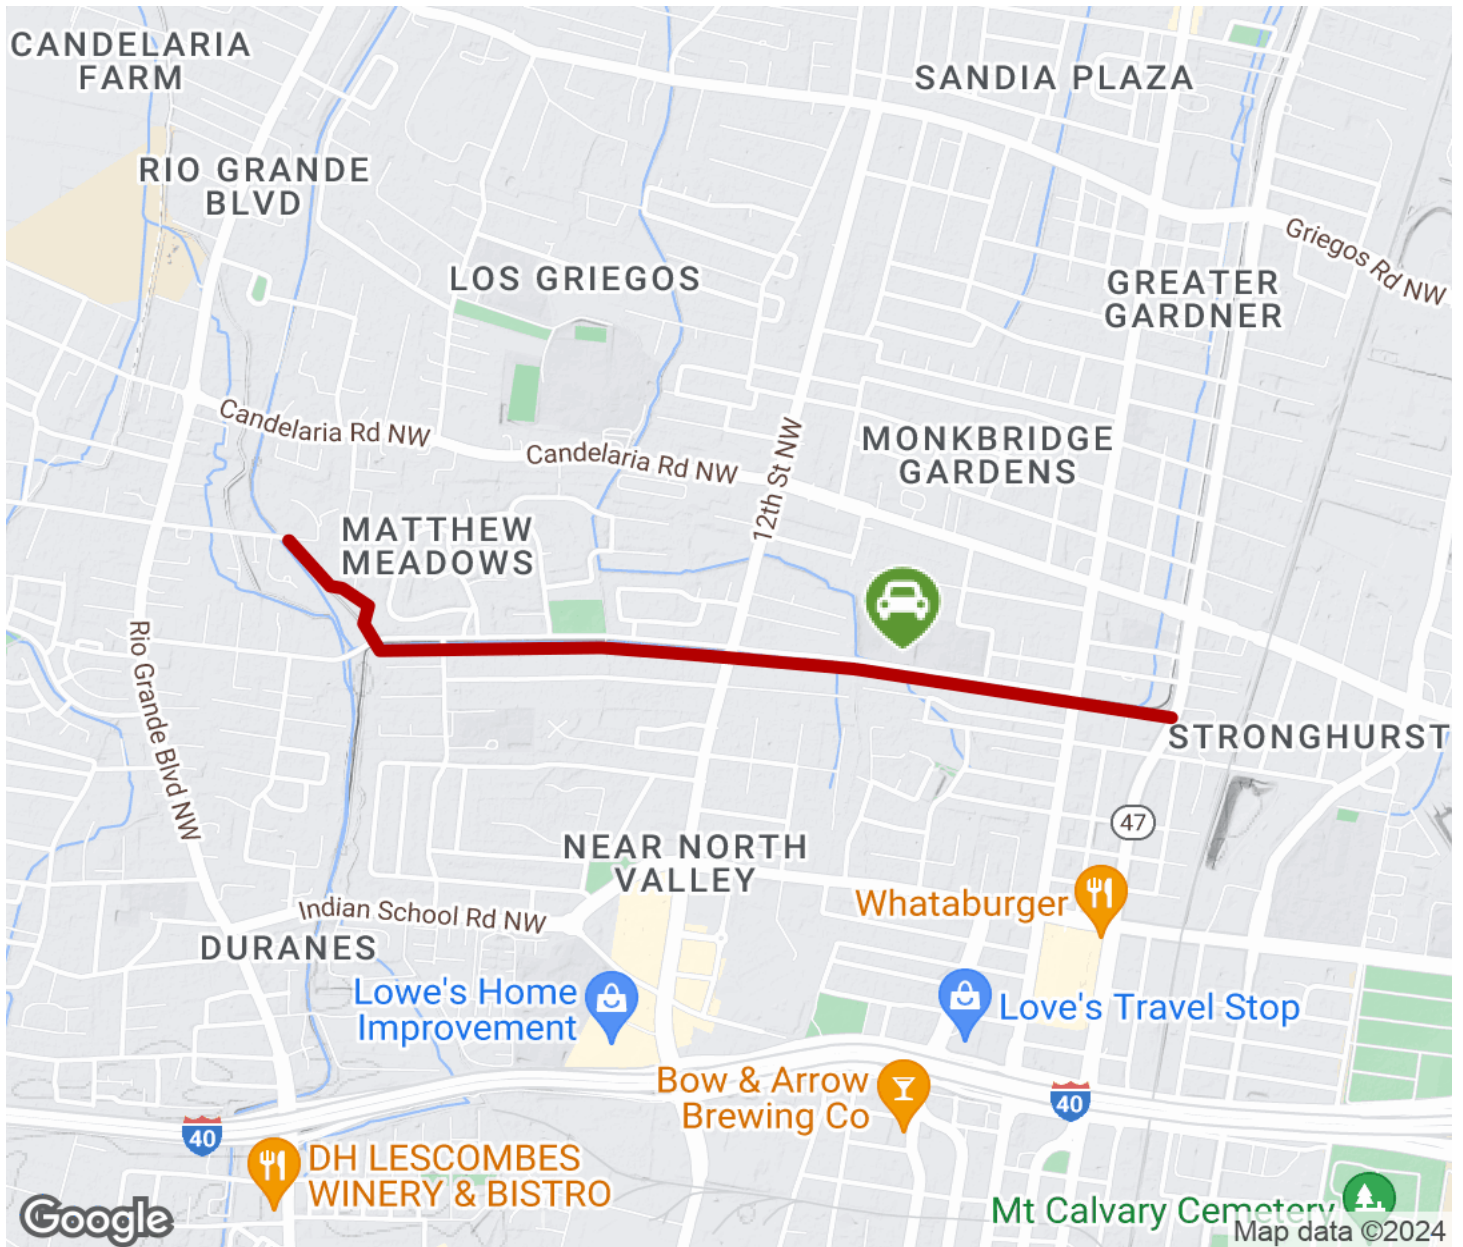 CANDELARIA
FARM
SANDIA PLAZA
RIO GRANDE
BLVD
Griegos Rd NW
LOS GRIEGOS
GREATER
GARDNER
Candelaria Rd NW
Candelaria Rd NW
12th St NW
MONKBRIDGE
GARDENS
MATTHEW
MEADOWS
Rio Grande Blvd NW
STRONGHURST
47
NEAR NORTH
VALLEY
Whataburger
Indian School Rd NW
DURANES
Lowe's Home
Improvement
Love's Travel Stop
Bow & Arrow
Brewing Co
40
40
DH LESCOMBES
WINERY & BISTRO
Mt Calvary Cemetery
Google
Map data ©2024